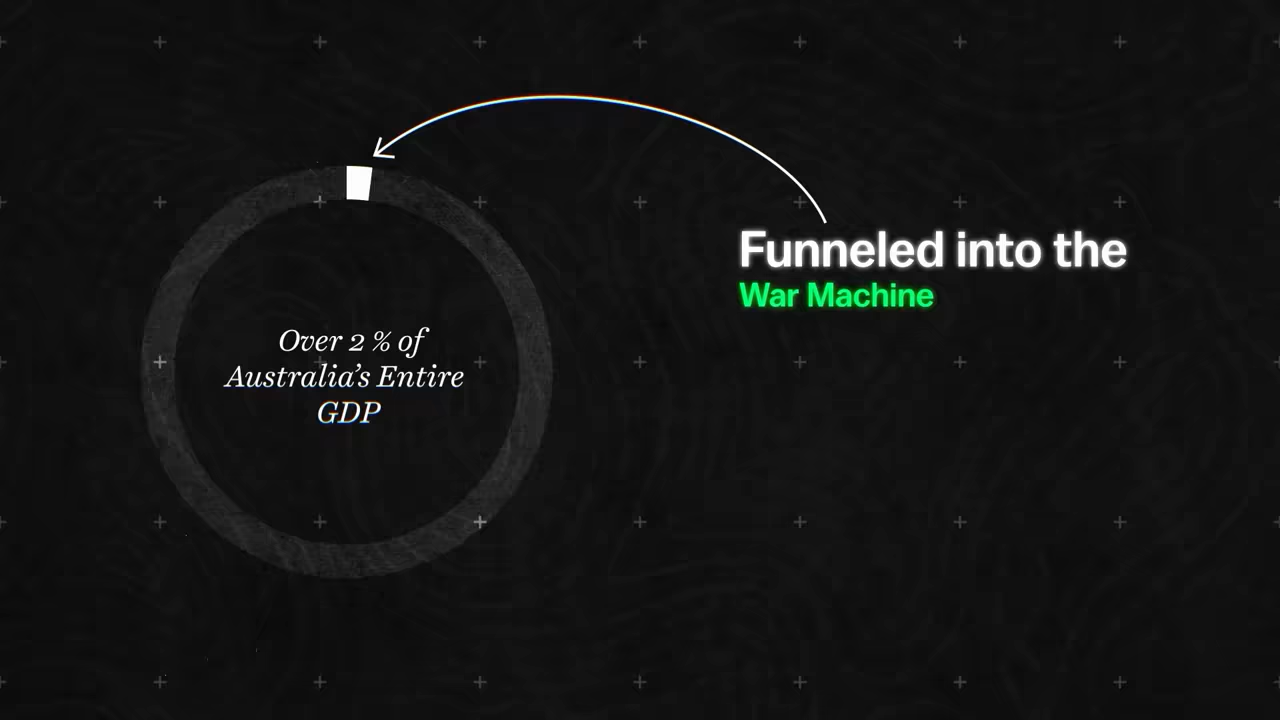 Funneled into the
War Machine
Over 2 % of
Australia’s Entire
GDP